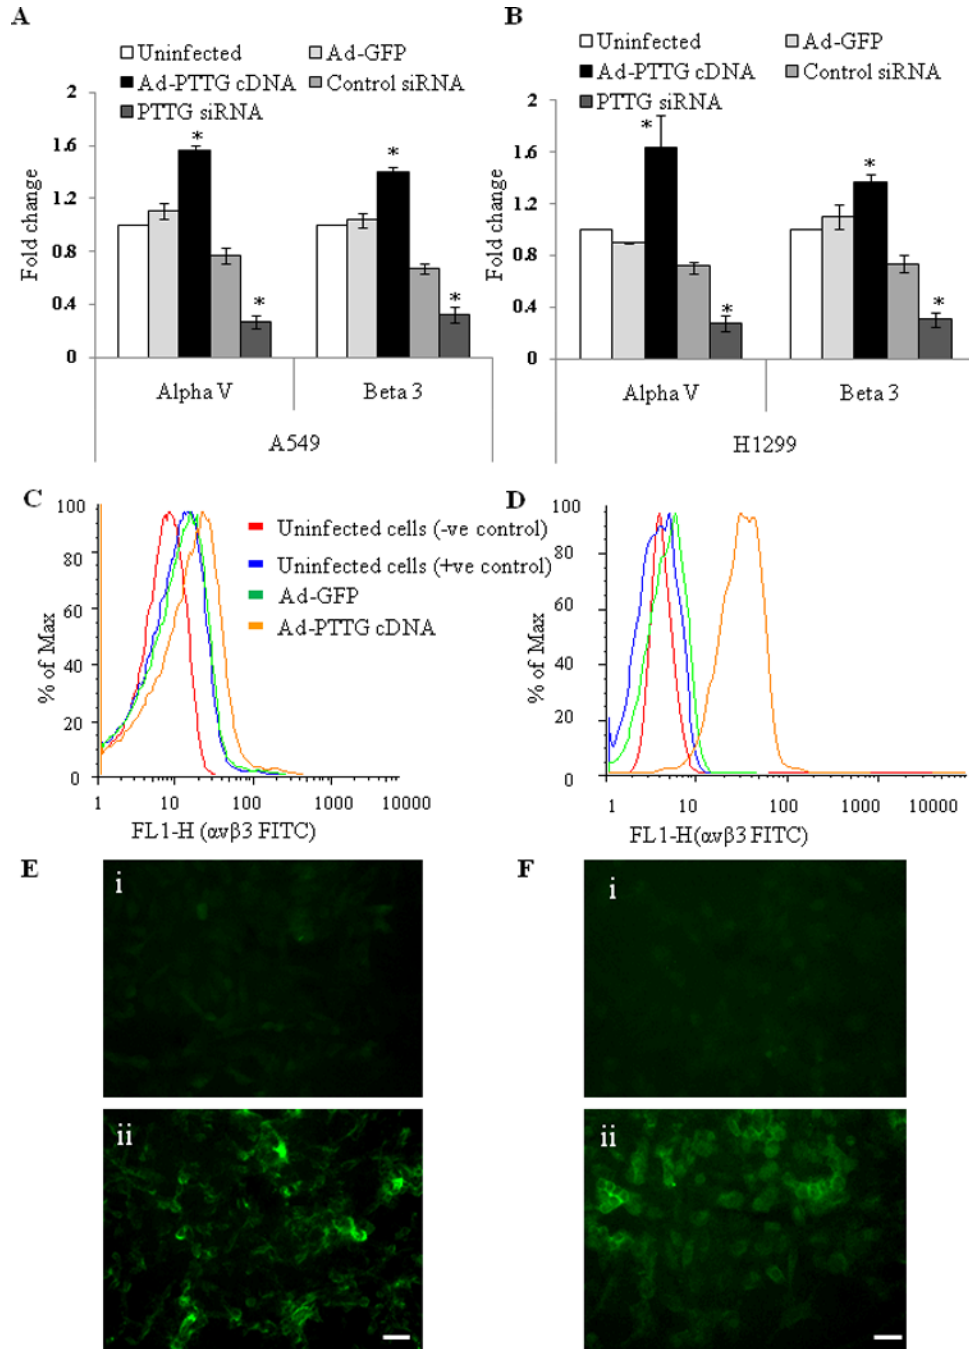 A
Uninfected
Ad-GFP
Ad-PTTG cDNA
Control siRNA
PTTG siRNA
2
1.6
1.2
0.8
0.4
0
Fold change
*
*
*
*
Alpha V
Beta 3
A549
B
Uninfected
Ad-GFP
Ad-PTTG cDNA
Control siRNA
PTTG siRNA
2
1.6
1.2
0.8
0.4
0
Fold change
*
*
*
*
Alpha V
Beta 3
H1299
C
100
80
60
40
20
0
% of Max
Uninfected cells (-ve control)
Uninfected cells (+ve control)
Ad-GFP
Ad-PTTG cDNA
1 10 100 1000 10000
FL1-H (αvβ3 FITC)
D
100
80
60
40
20
0
% of Max
1 10 100 1000 10000
FL1-H(αvβ3 FITC)
E
i
ii
F
i
ii